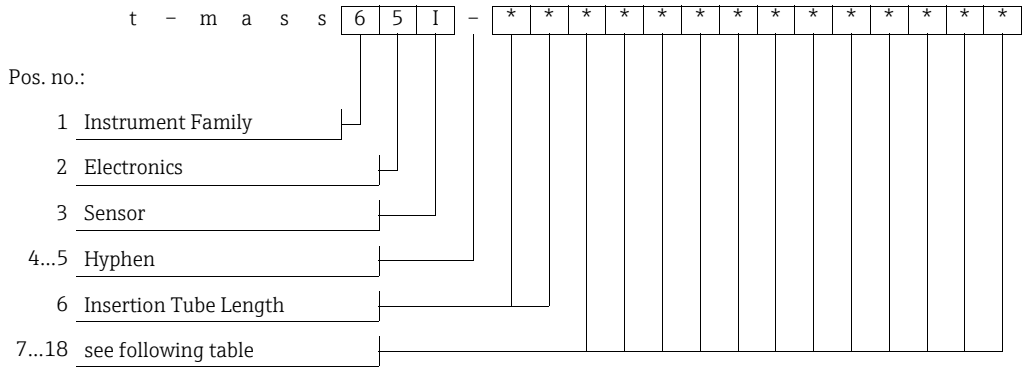 t – m a s s 6 5 I – * * * * * * * * * * * * * *
Pos. no.:
1 Instrument Family
2 Electronics
3 Sensor
4...5 Hyphen
6 Insertion Tube Length
7...18 see following table